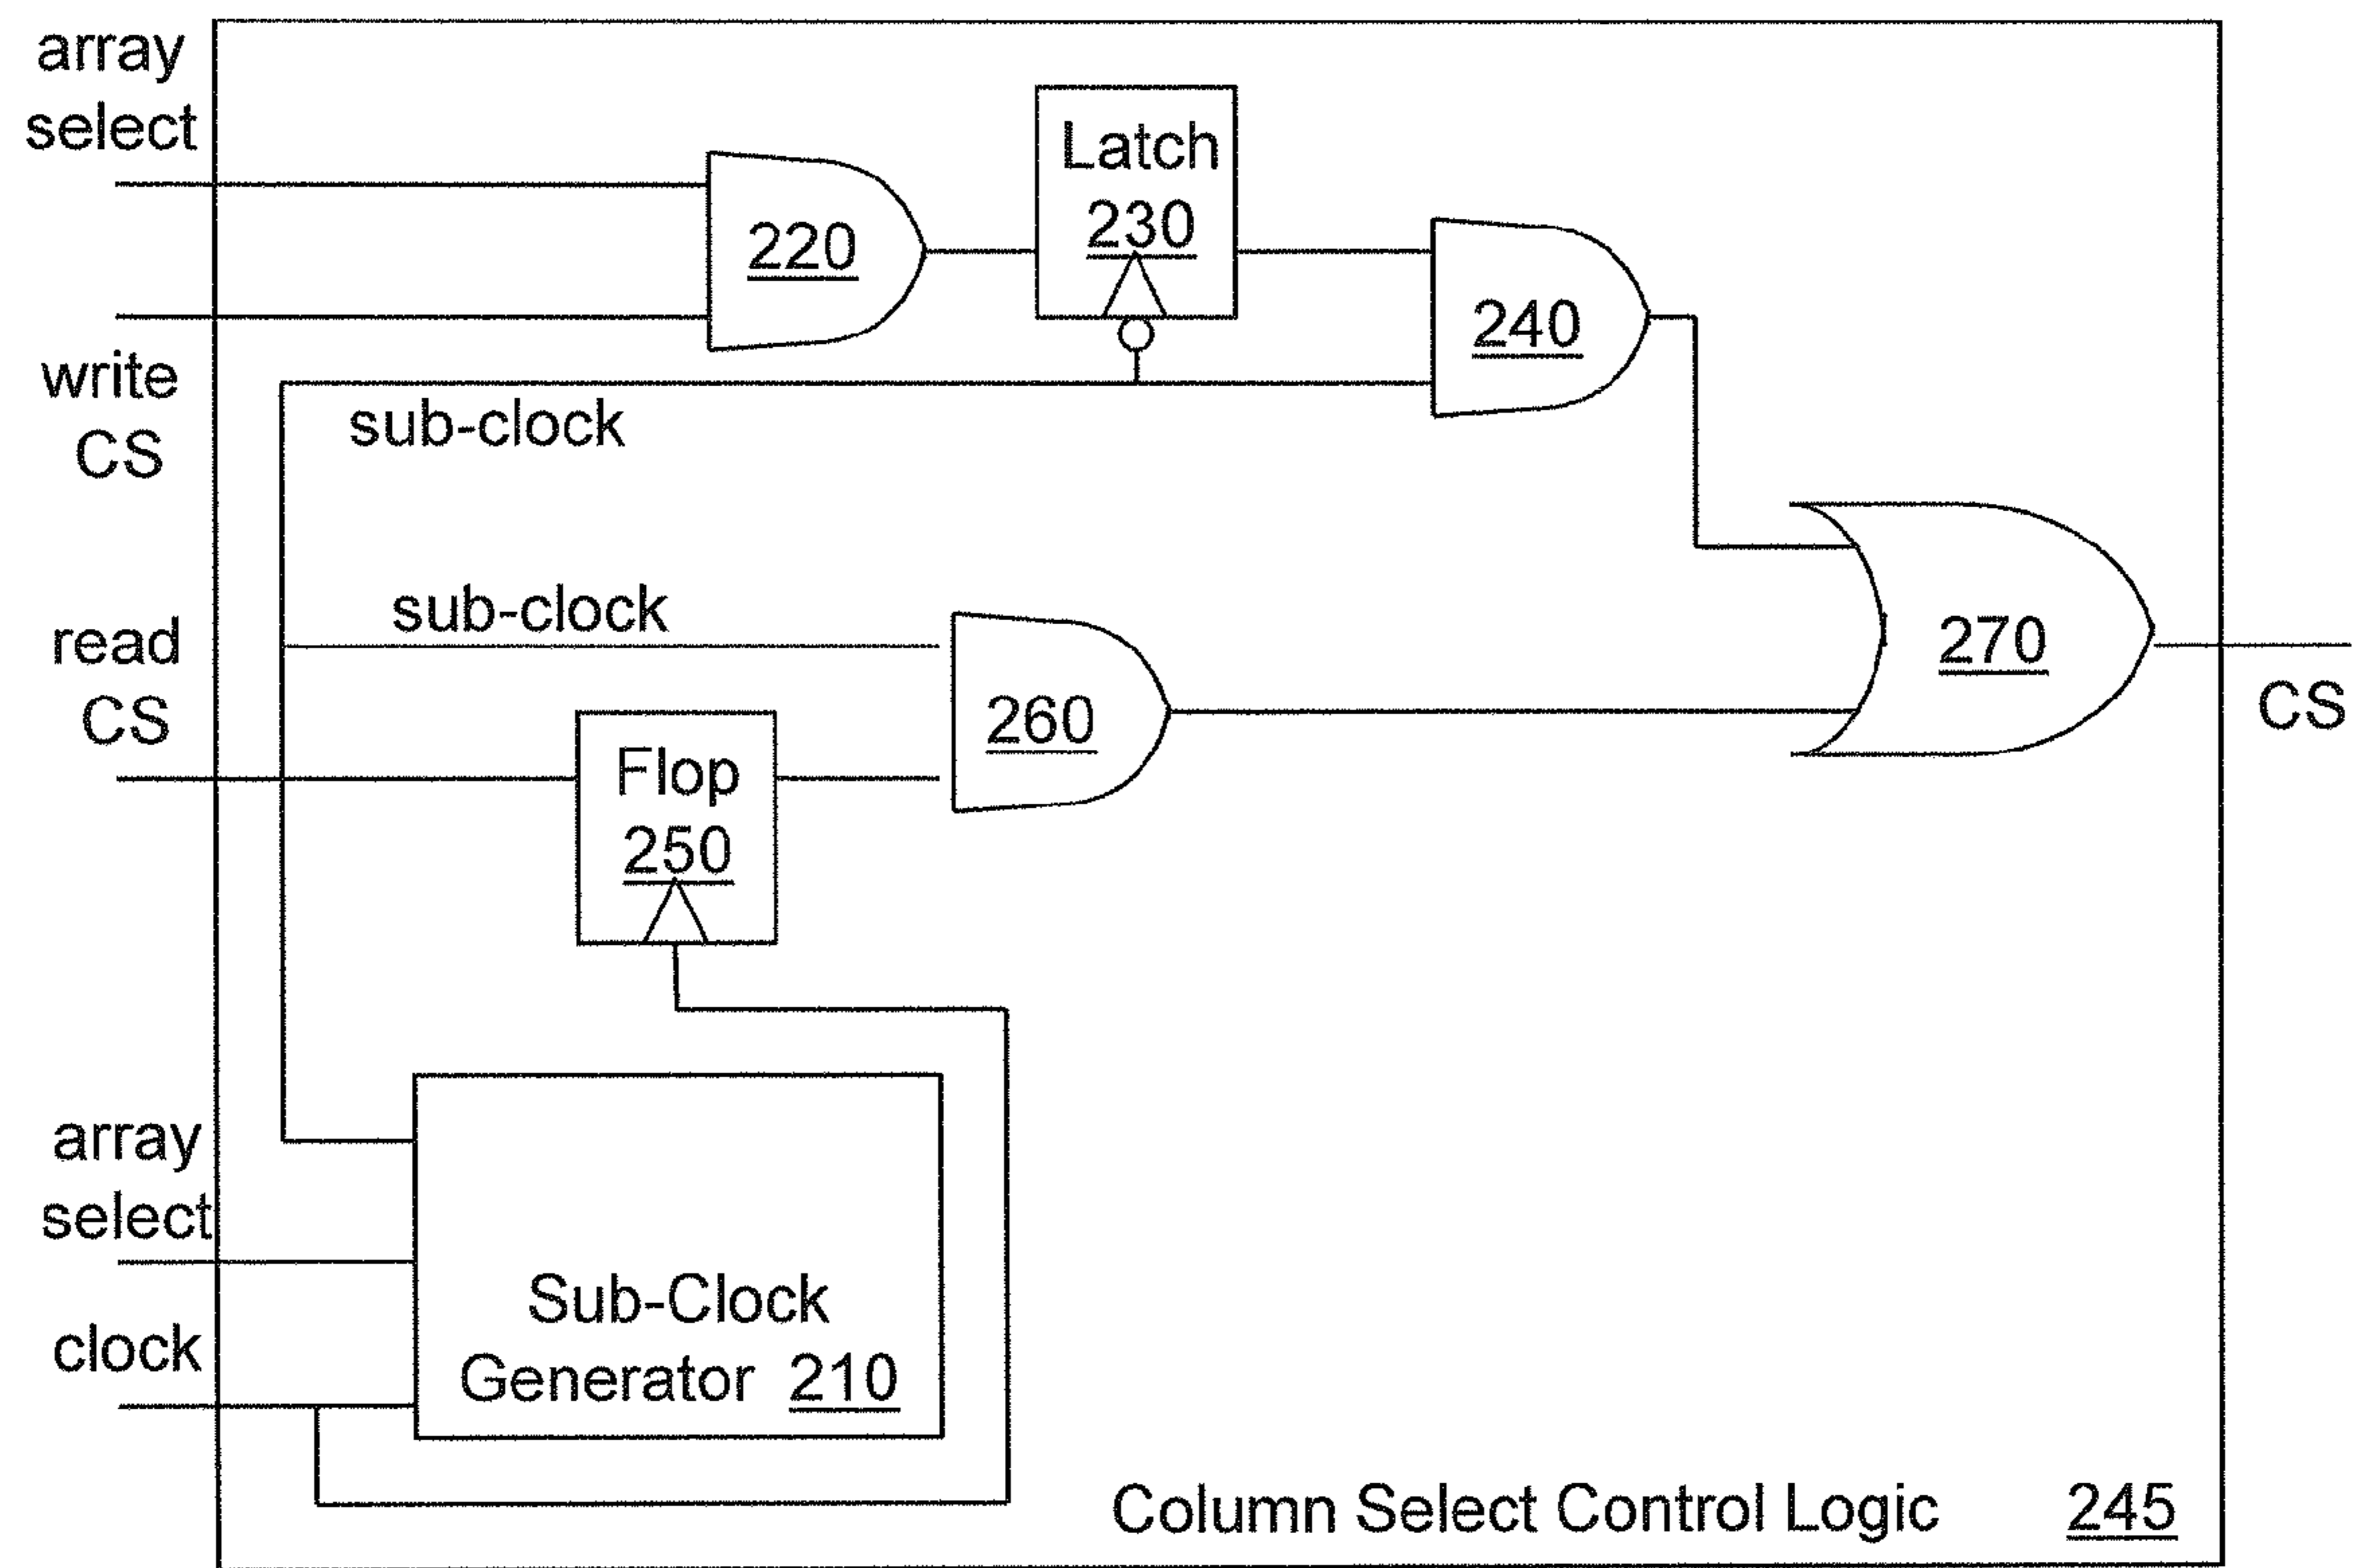 array
select
Latch
230
220
240
write
CS
sub-clock
sub-clock
read
CS
260
270
CS
Flop
250
array
select
Sub-Clock
Generator 210
clock
Column Select Control Logic 245